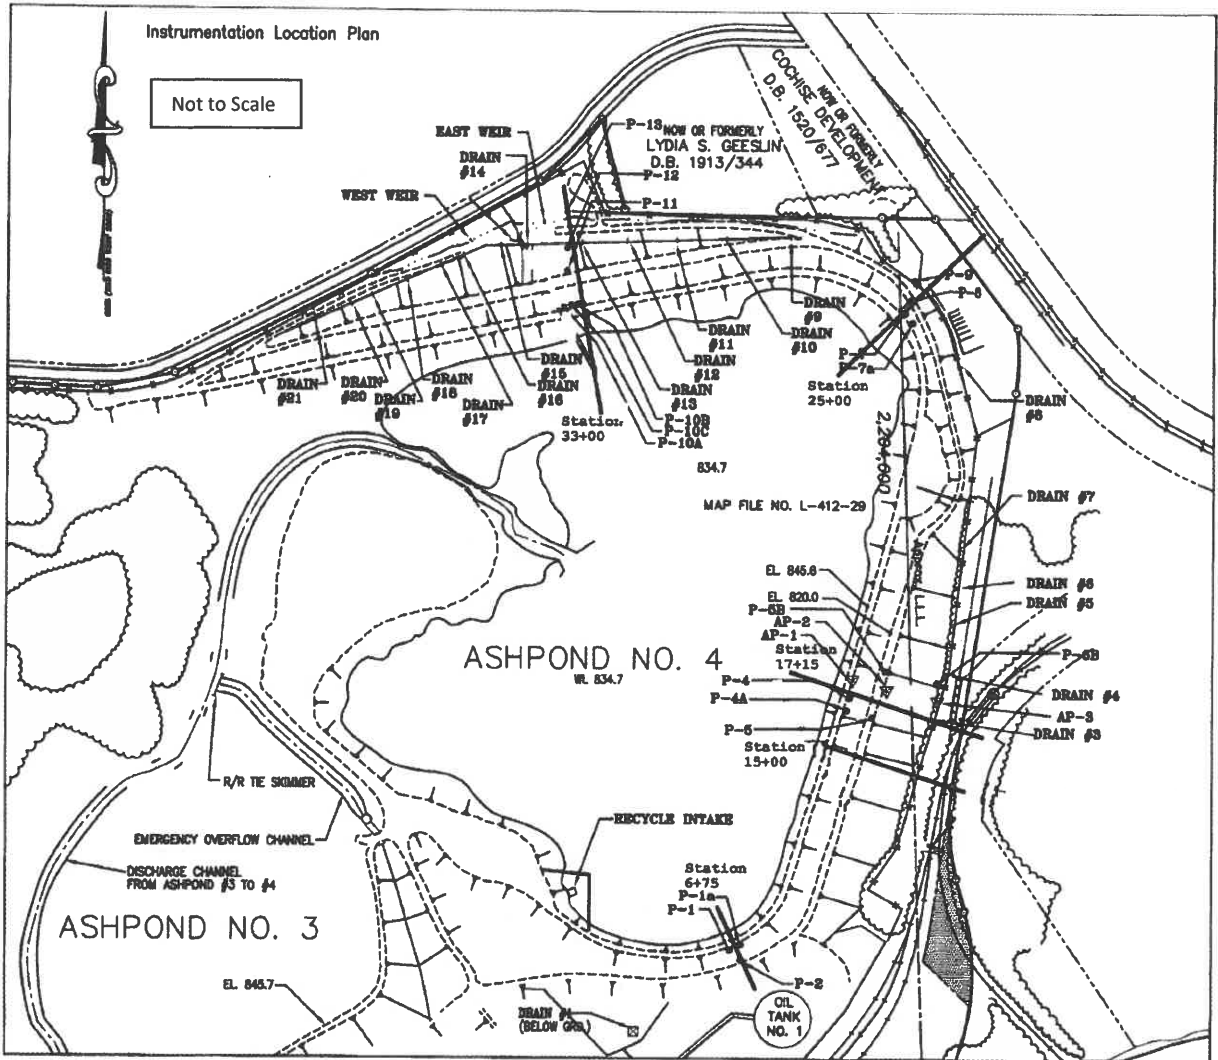 Instrumentation Location Plan
Not to Scale
EAST WEIR
DRAIN
#14
WEST WEIR
P-13
NOW OR FORMERLY
LYDIA S. GEESLIN
D.B. 1913/344
P-12
P-11
NOW OR FORMERLY
COCHISE DEVELOPMENT
D.B. 1520/677
P-9
P-8
DRAIN
#9
DRAIN
#10
DRAIN
#11
DRAIN
#12
DRAIN
#13
P-7a
Station
25+00
DRAIN
#8
DRAIN
#15
DRAIN
#16
DRAIN
#17
DRAIN
#18
DRAIN
#19
DRAIN
#20
DRAIN
#21
Station
33+00
P-10B
P-10C
P-10A
834.7
2,264,000
MAP FILE NO. L-412-29
DRAIN #7
Approx. L.L.L.
EL 845.6
EL 820.0
P-5B
AP-2
AP-1
Station
17+15
P-4
P-4A
P-5
Station
15+00
DRAIN #6
DRAIN #5
P-6B
DRAIN #4
AP-3
DRAIN #3
ASHPOND NO. 4
WL 834.7
R/R TIE SKIMMER
EMERGENCY OVERFLOW CHANNEL
DISCHARGE CHANNEL
FROM ASHPOND #3 TO #4
RECYCLE INTAKE
Station
6+75
P-1a
P-1
P-2
ASHPOND NO. 3
EL 845.7
DRAIN #1
(BELOW GRD.)
OIL
TANK
NO. 1